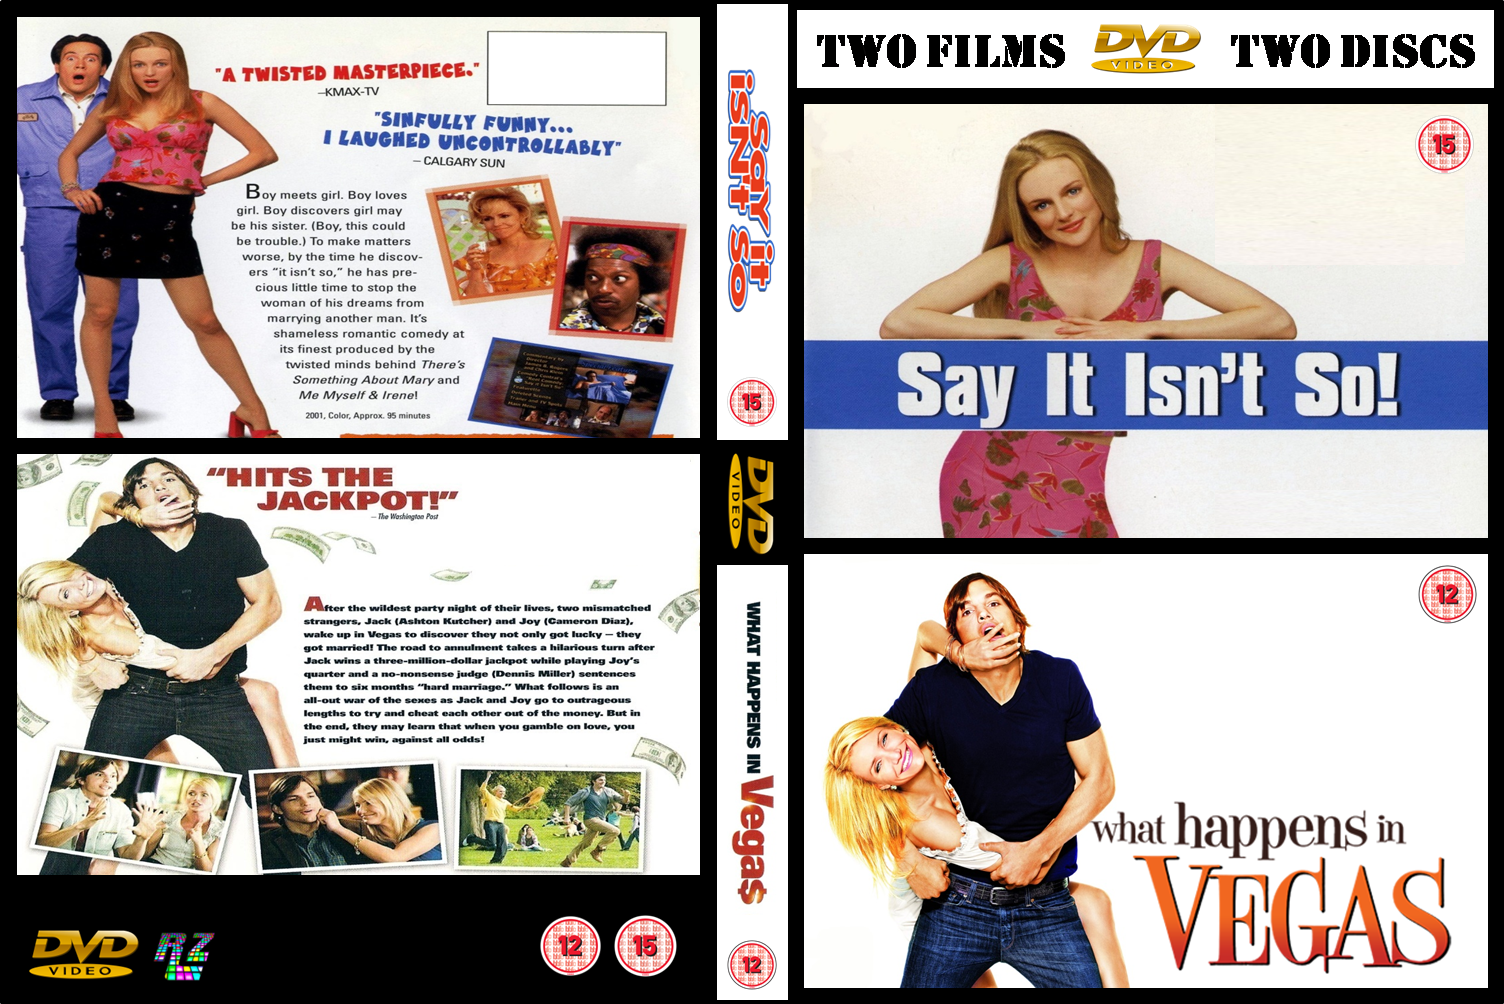 "A TWISTED MASTERPIECE."
–KMAX-TV
"SINFULLY FUNNY...
I LAUGHED UNCONTROLLABLY"
– CALGARY SUN
Boy meets girl. Boy loves
girl. Boy discovers girl may
be his sister. (Boy, this could
be trouble.) To make matters
worse, by the time he discov-
ers "it isn't so," he has pre-
cious little time to stop the
woman of his dreams from
marrying another man. It's
shameless romantic comedy at
its finest produced by the
twisted minds behind There's
Something About Mary and
Me Myself & Irene!
2001, Color, Approx. 95 minutes
"HITS THE
JACKPOT!"
– The Washington Post
After the wildest party night of their lives, two mismatched
strangers, Jack (Ashton Kutcher) and Joy (Cameron Diaz),
wake up in Vegas to discover they not only got lucky – they
got married! The road to annulment takes a hilarious turn after
Jack wins a three-million-dollar jackpot while playing Joy's
quarter and a no-nonsense judge (Dennis Miller) sentences
them to six months "hard marriage." What follows is an
all-out war of the sexes as Jack and Joy go to outrageous
lengths to try and cheat each other out of the money. But in
the end, they may learn that when you gamble on love, you
just might win, against all odds!
DVD
VIDEO
12
15
Say it
isn't so
15
DVD
VIDEO
WHAT HAPPENS IN Vegas
12
TWO FILMS
DVD
VIDEO
TWO DISCS
15
Say It Isn't So!
12
what happens in
VEGAS